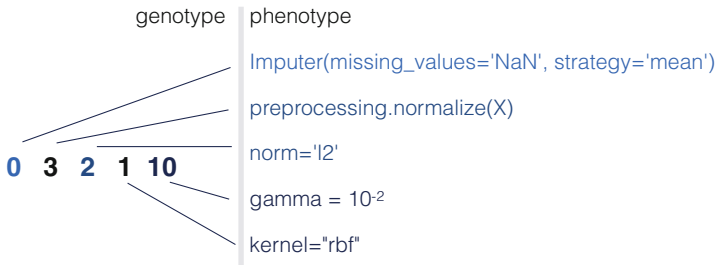 genotype phenotype
Imputer(missing_values='NaN', strategy='mean')
preprocessing.normalize(X)
norm='l2'
0 3 2 1 10
gamma = 10-2
kernel="rbf"